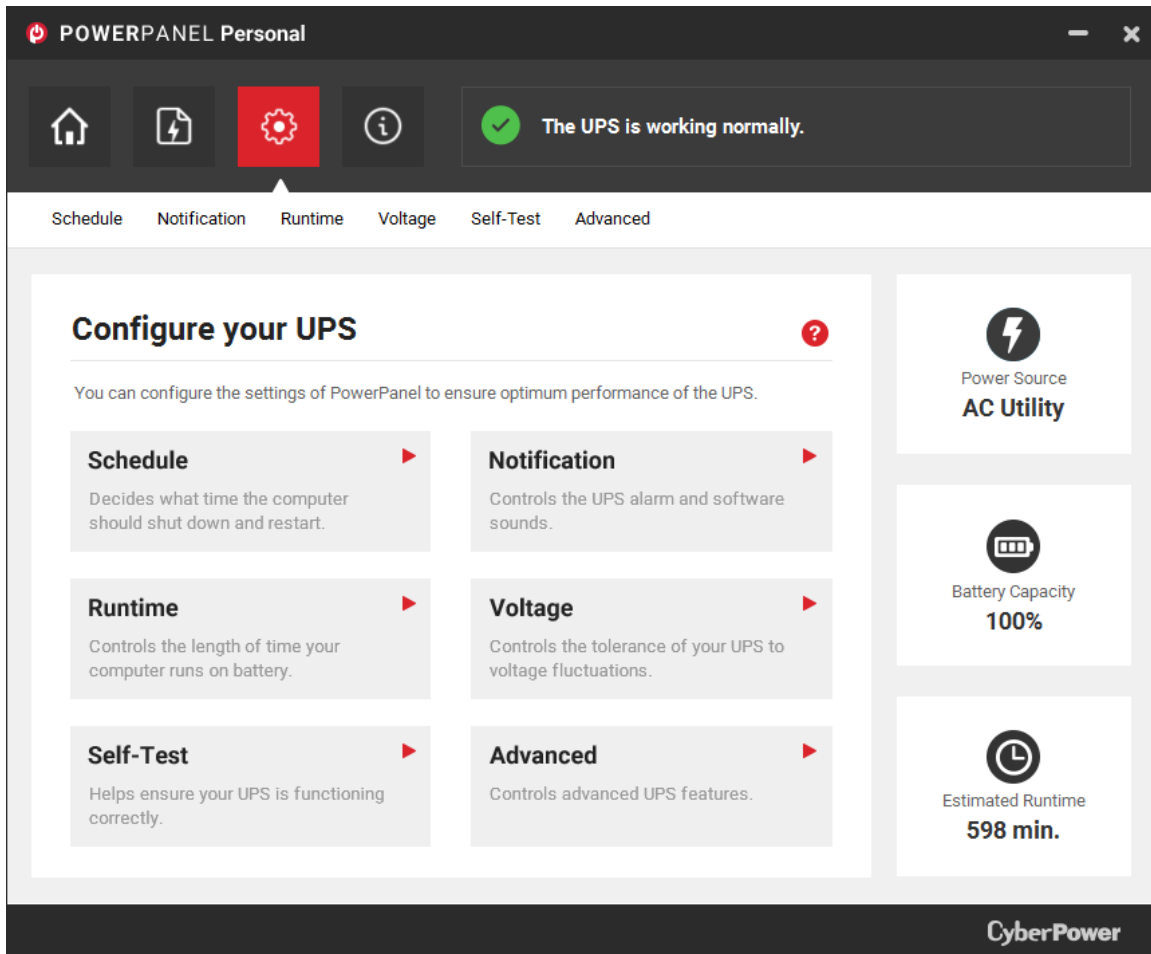 POWERPANEL Personal
The UPS is working normally.
Schedule Notification Runtime Voltage Self-Test Advanced
Configure your UPS
?
You can configure the settings of PowerPanel to ensure optimum performance of the UPS.
Schedule
Decides what time the computer
should shut down and restart.
Notification
Controls the UPS alarm and software
sounds.
Runtime
Controls the length of time your
computer runs on battery.
Voltage
Controls the tolerance of your UPS to
voltage fluctuations.
Self-Test
Helps ensure your UPS is functioning
correctly.
Advanced
Controls advanced UPS features.
Power Source
AC Utility
Battery Capacity
100%
Estimated Runtime
598 min.
CyberPower